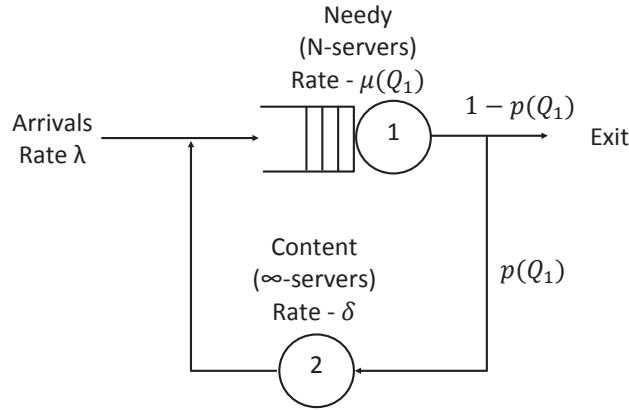 Needy
(N-servers)
Rate - μ(Q₁)
1 − p(Q₁)
Arrivals
Rate λ
1
Exit
Content
(∞-servers)
Rate - δ
p(Q₁)
2